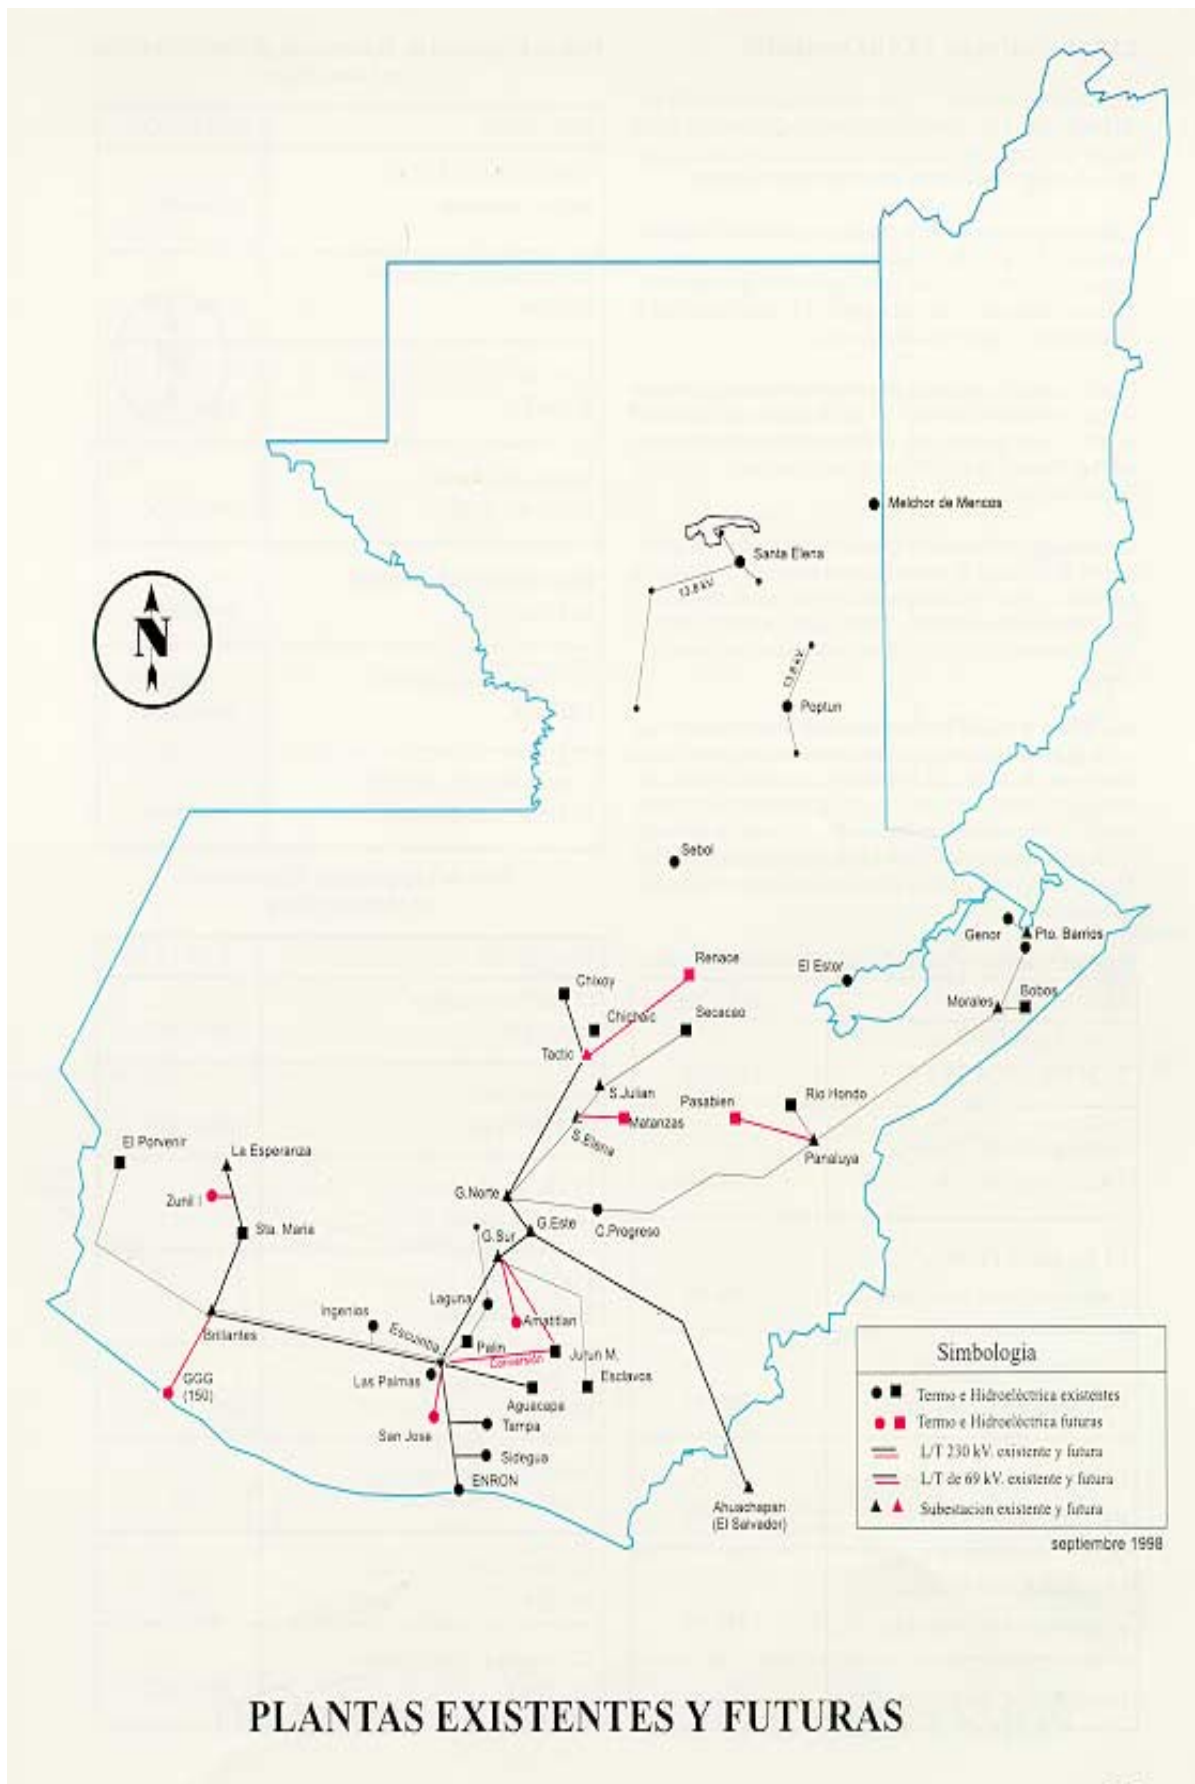 Melchor de Mencos
Santa Elena
13.8 kV
13.8 kV
Poptun
N
Sebol
Genor
Pto. Barrios
El Estor
Renace
Chixoy
Bobos
Morales
Chichaic
Secacao
Tactic
S.Julian
Pasabien
Rio Hondo
Matanzas
S.Elena
Panaluya
El Porvenir
La Esperanza
Zunil I
G.Norte
Sta. Maria
G.Este
C.Progreso
G.Sur
Laguna
Ingenios
Amatitlan
Escuintla
Brillantes
Palin
Jurun M.
Conversión
GGG
(150)
Las Palmas
Esclavos
Aguacapa
San Jose
Tampa
Sidegua
ENRON
Ahuachapan
(El Salvador)
Simbologia
Termo e Hidroeléctrica existentes
Termo e Hidroeléctrica futuras
L/T 230 kV. existente y futura
L/T de 69 kV. existente y futura
Subestacion existente y futura
septiembre 1998
PLANTAS EXISTENTES Y FUTURAS